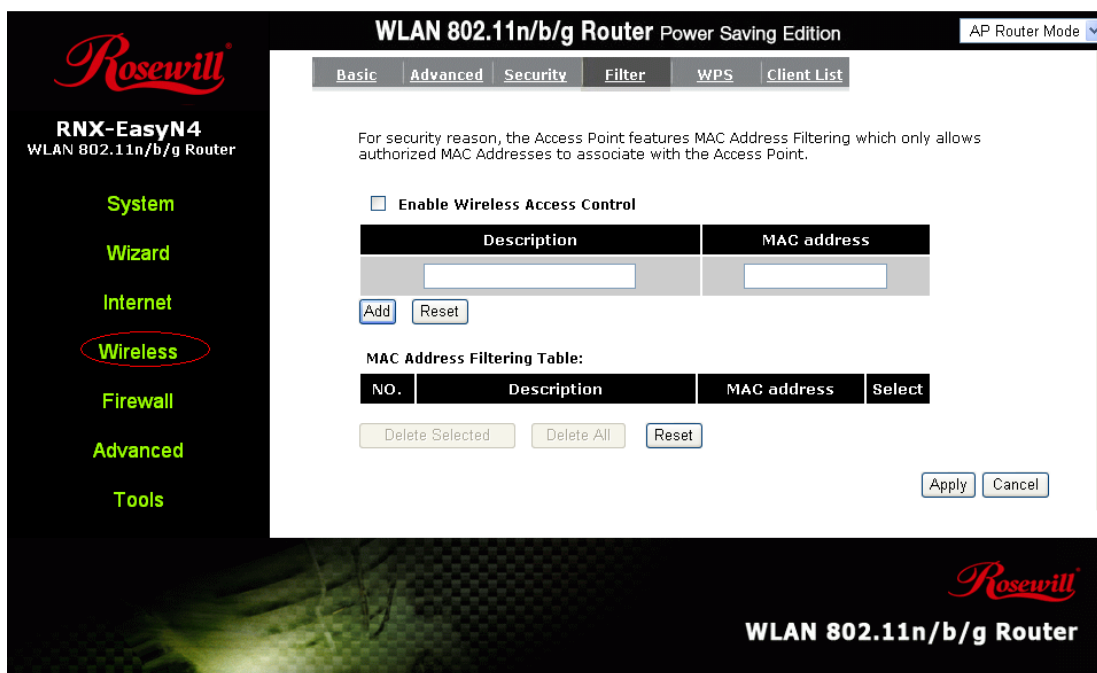 WLAN 802.11n/b/g Router Power Saving Edition
AP Router Mode
Rosewill
Basic Advanced Security Filter WPS Client List
RNX-EasyN4
WLAN 802.11n/b/g Router
For security reason, the Access Point features MAC Address Filtering which only allows
authorized MAC Addresses to associate with the Access Point.
System
Wizard
Internet
Wireless
Firewall
Advanced
Tools
Enable Wireless Access Control
Description MAC address
Add Reset
MAC Address Filtering Table:
NO. Description MAC address Select
Delete Selected Delete All Reset
Apply Cancel
Rosewill
WLAN 802.11n/b/g Router